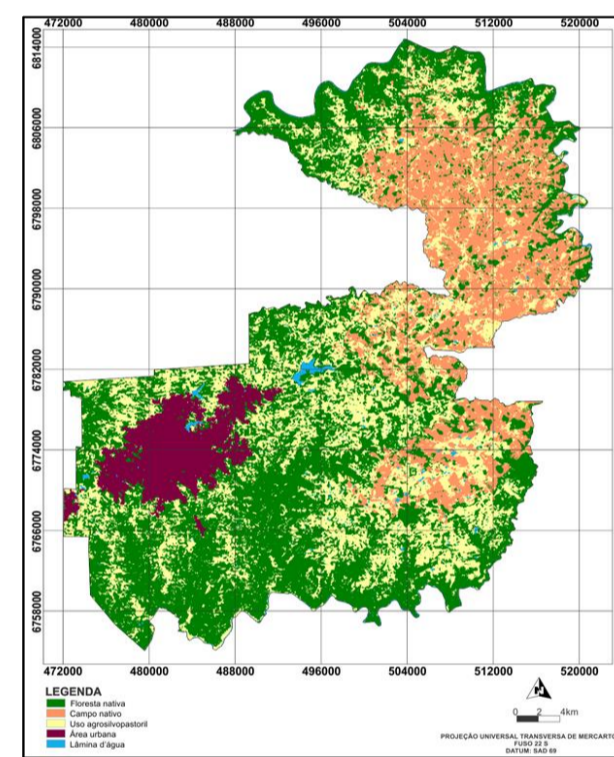 472000 480000 488000 496000 504000 512000 520000
6814000
6806000
6798000
6790000
6782000
6774000
6766000
6758000
472000 480000 488000 496000 504000 512000 520000
LEGENDA
Floresta nativa
Campo nativo
Uso agrosilvopastoril
Área urbana
Lâmina d'água
N
0 2 4km
PROJEÇÃO UNIVERSAL TRANSVERSA DE MERCARTO
FUSO 22 S
DATUM: SAD 69